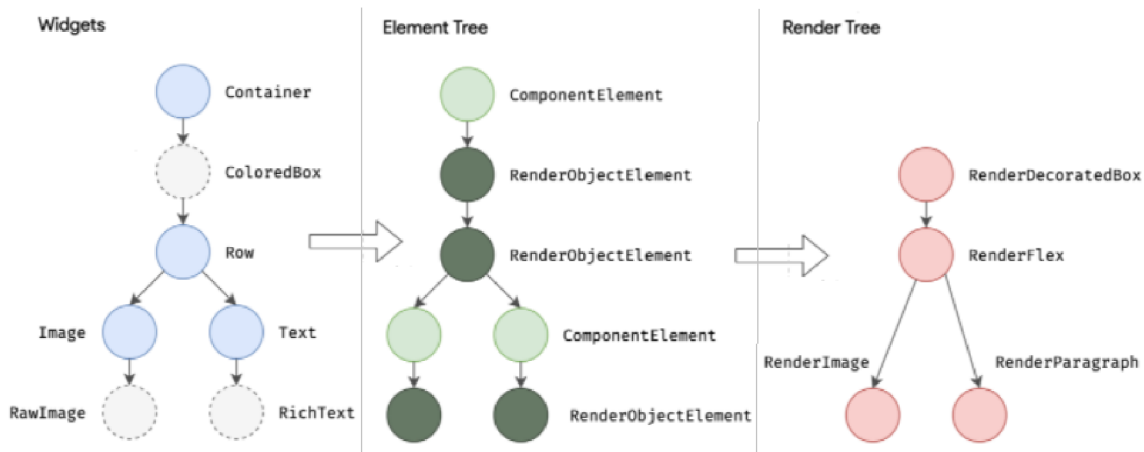 Widgets
Element Tree
Render Tree
Container
ColoredBox
Row
Image
Text
RawImage
RichText
ComponentElement
RenderObjectElement
RenderObjectElement
ComponentElement
RenderObjectElement
RenderDecoratedBox
RenderFlex
RenderImage
RenderParagraph